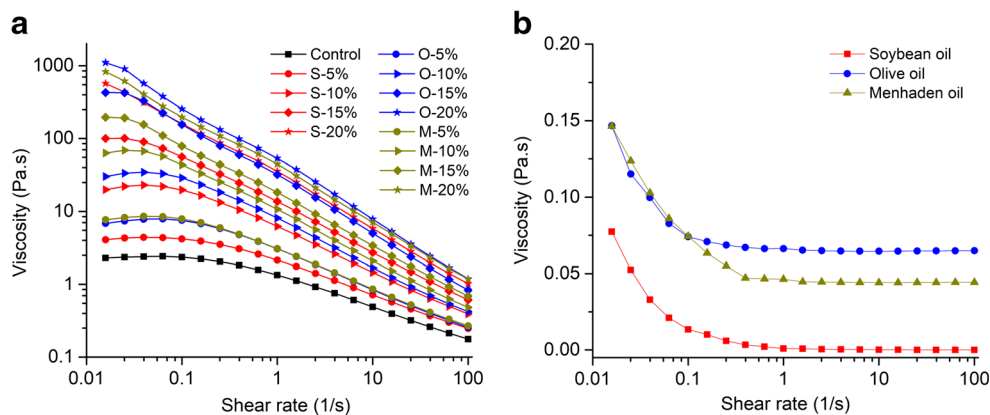 a
Viscosity (Pa.s)
1000
100
10
1
0.1
0.01
0.1
1
10
100
Shear rate (1/s)
Control
S-5%
S-10%
S-15%
S-20%
O-5%
O-10%
O-15%
O-20%
M-5%
M-10%
M-15%
M-20%
b
Viscosity (Pa.s)
0.20
0.15
0.10
0.05
0.00
0.01
0.1
1
10
100
Shear rate (1/s)
Soybean oil
Olive oil
Menhaden oil